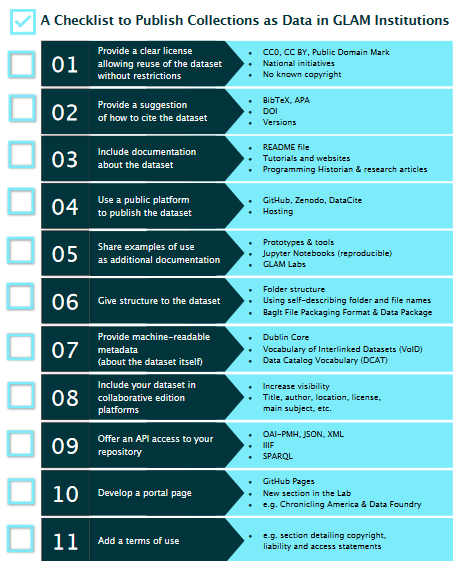 A Checklist to Publish Collections as Data in GLAM Institutions
01
Provide a clear license
allowing reuse of the dataset
without restrictions
• CC0, CC BY, Public Domain Mark
• National initiatives
• No known copyright
02
Provide a suggestion
of how to cite the dataset
• BibTeX, APA
• DOI
• Versions
03
Include documentation
about the dataset
• README file
• Tutorials and websites
• Programming Historian & research articles
04
Use a public platform
to publish the dataset
• GitHub, Zenodo, DataCite
• Hosting
05
Share examples of use
as additional documentation
• Prototypes & tools
• Jupyter Notebooks (reproducible)
• GLAM Labs
06
Give structure to the dataset
• Folder structure
• Using self-describing folder and file names
• BagIt File Packaging Format & Data Package
07
Provide machine-readable
metadata
(about the dataset itself)
• Dublin Core
• Vocabulary of Interlinked Datasets (VoID)
• Data Catalog Vocabulary (DCAT)
08
Include your dataset in
collaborative edition
platforms
• Increase visibility
• Title, author, location, license,
main subject, etc.
09
Offer an API access to your
repository
• OAI-PMH, JSON, XML
• IIIF
• SPARQL
10
Develop a portal page
• GitHub Pages
• New section in the Lab
• e.g. Chronicling America & Data Foundry
11
Add a terms of use
• e.g. section detailing copyright,
liability and access statements